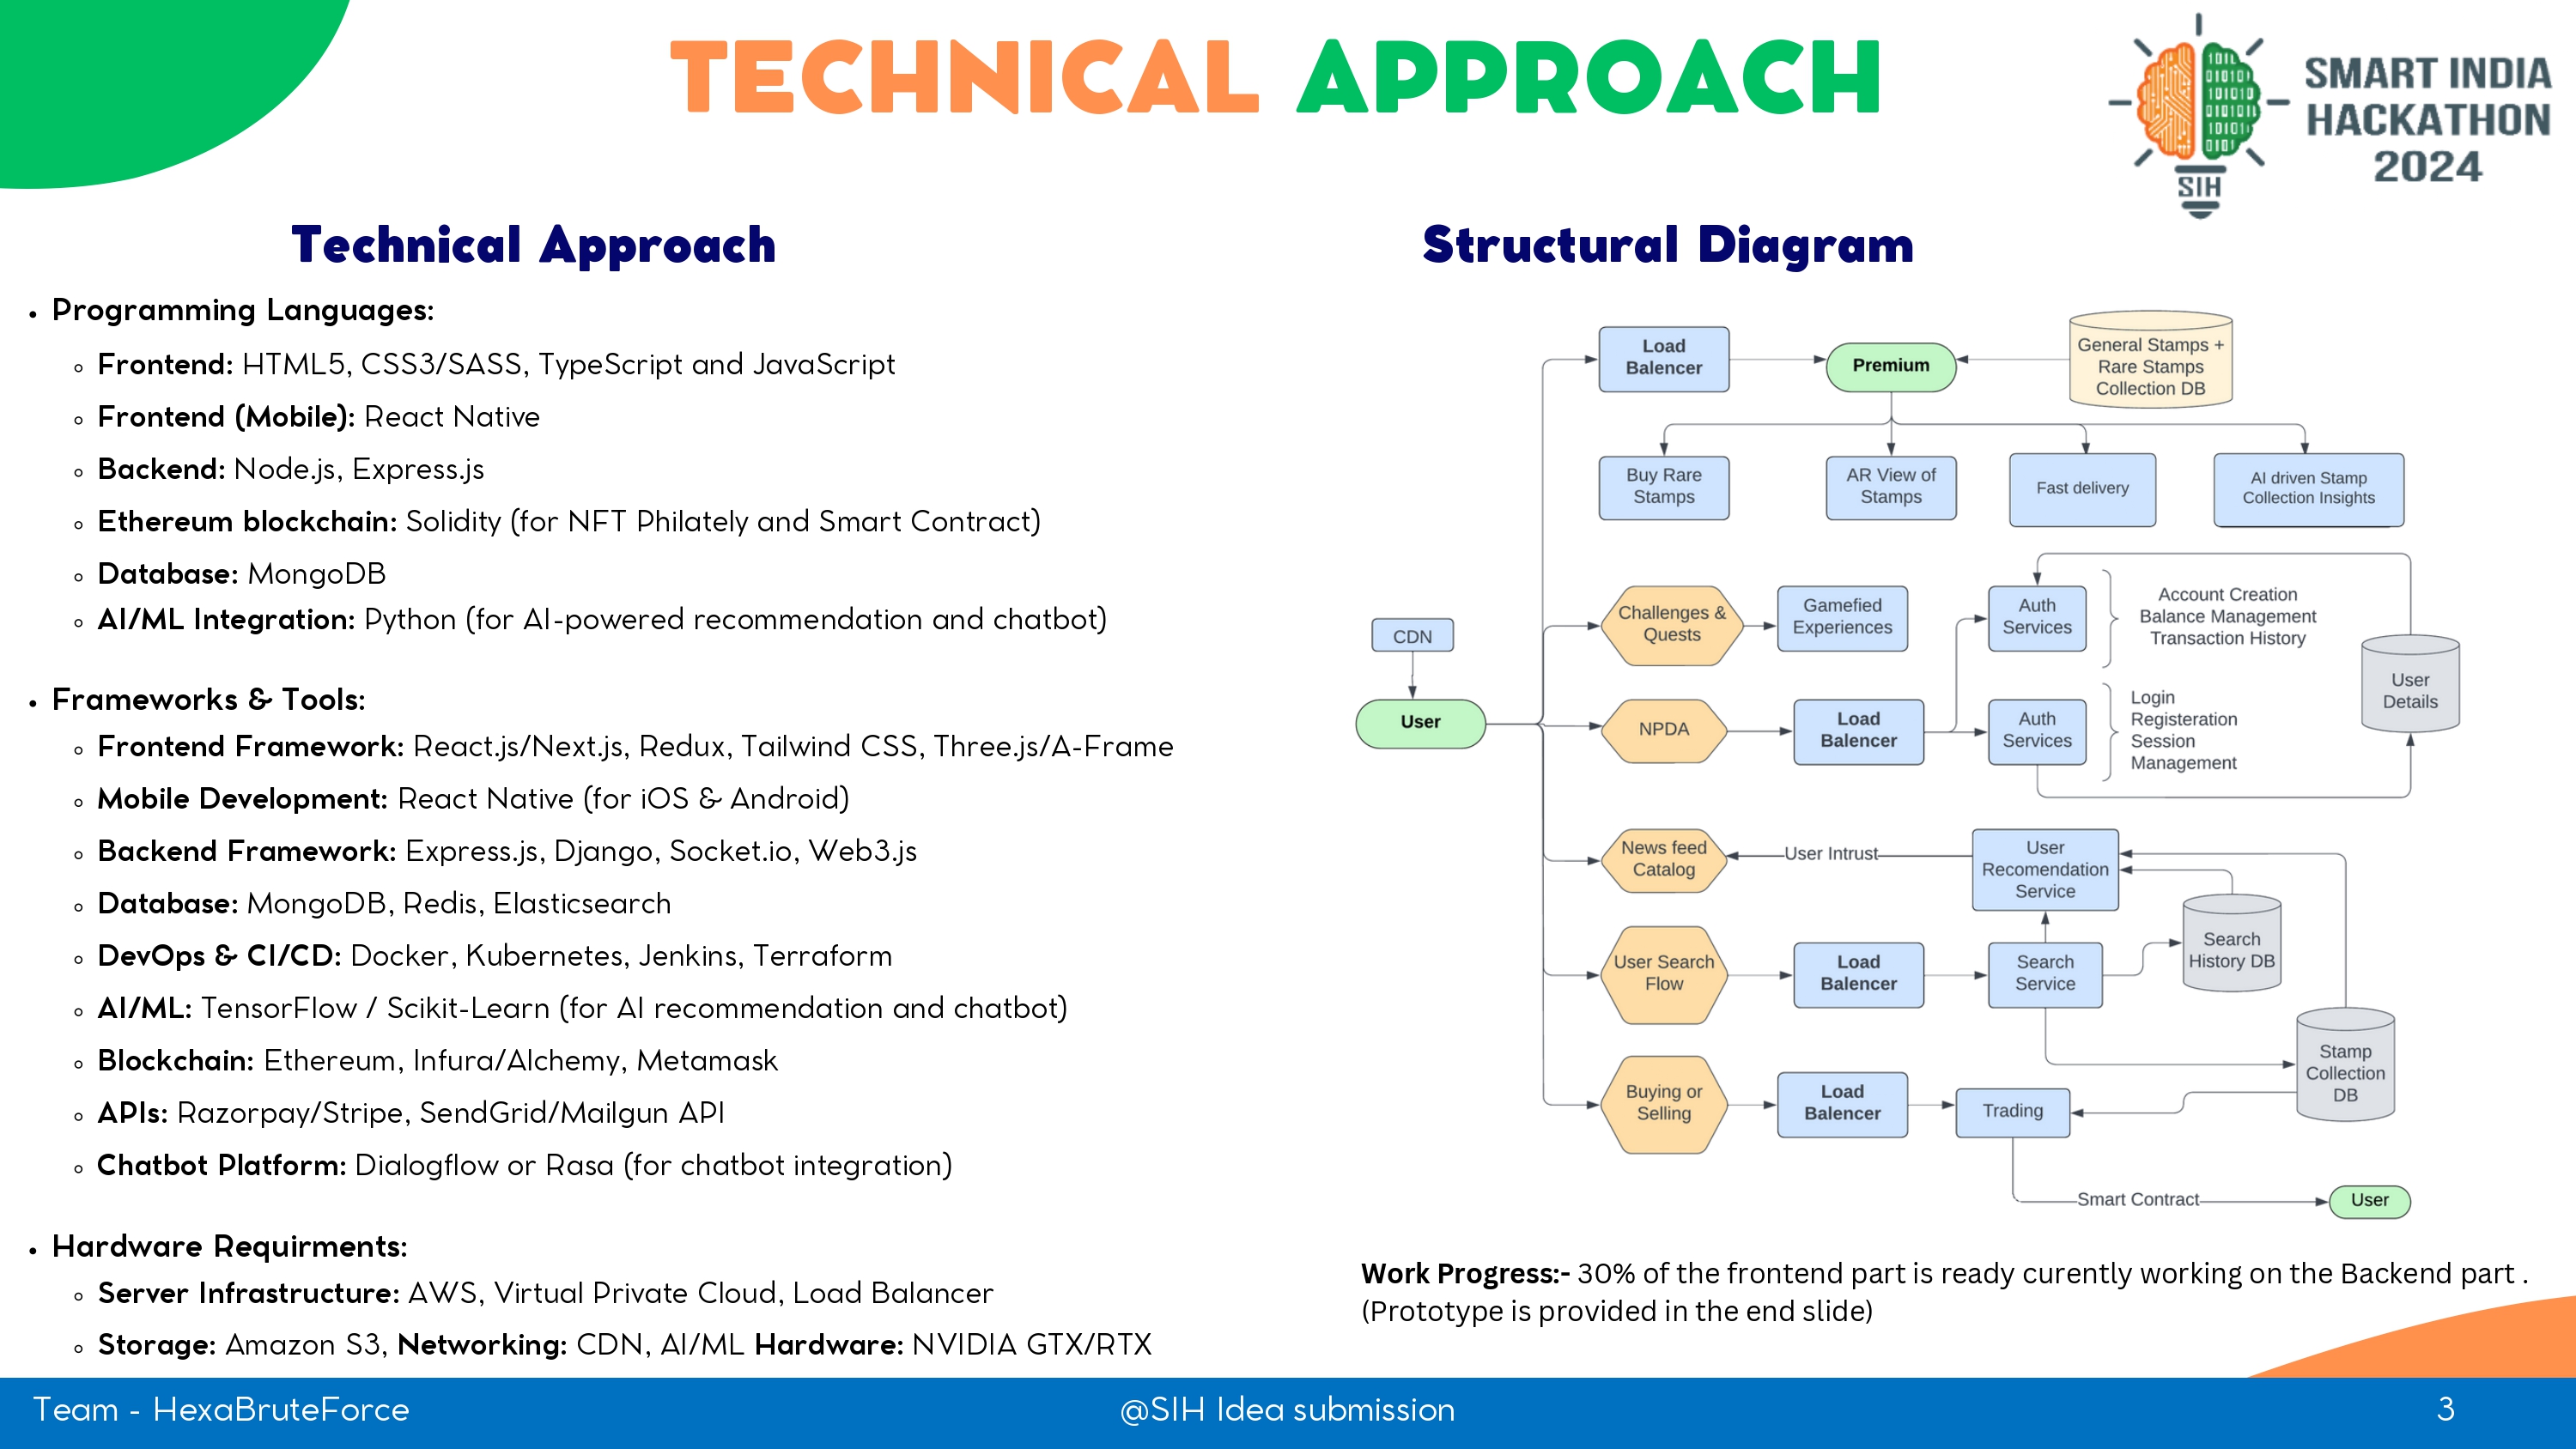 TECHNICAL APPROACH
SMART INDIA
HACKATHON
2024
SIH
Technical Approach
Programming Languages:
Frontend: HTML5, CSS3/SASS, TypeScript and JavaScript
Frontend (Mobile): React Native
Backend: Node.js, Express.js
Ethereum blockchain: Solidity (for NFT Philately and Smart Contract)
Database: MongoDB
AI/ML Integration: Python (for AI-powered recommendation and chatbot)
Frameworks & Tools:
Frontend Framework: React.js/Next.js, Redux, Tailwind CSS, Three.js/A-Frame
Mobile Development: React Native (for iOS & Android)
Backend Framework: Express.js, Django, Socket.io, Web3.js
Database: MongoDB, Redis, Elasticsearch
DevOps & CI/CD: Docker, Kubernetes, Jenkins, Terraform
AI/ML: TensorFlow / Scikit-Learn (for AI recommendation and chatbot)
Blockchain: Ethereum, Infura/Alchemy, Metamask
APIs: Razorpay/Stripe, SendGrid/Mailgun API
Chatbot Platform: Dialogflow or Rasa (for chatbot integration)
Hardware Requirments:
Server Infrastructure: AWS, Virtual Private Cloud, Load Balancer
Storage: Amazon S3, Networking: CDN, AI/ML Hardware: NVIDIA GTX/RTX
Structural Diagram
Load
Balencer
Premium
General Stamps +
Rare Stamps
Collection DB
Buy Rare
Stamps
AR View of
Stamps
Fast delivery
AI driven Stamp
Collection Insights
CDN
User
Challenges &
Quests
Gamefied
Experiences
Auth
Services
Account Creation
Balance Management
Transaction History
User
Details
NPDA
Load
Balencer
Auth
Services
Login
Registeration
Session
Management
News feed
Catalog
User Intrust
User
Recomendation
Service
User Search
Flow
Load
Balencer
Search
Service
Search
History DB
Stamp
Collection
DB
Buying or
Selling
Load
Balencer
Trading
Smart Contract
User
Work Progress:- 30% of the frontend part is ready curently working on the Backend part .
(Prototype is provided in the end slide)
Team - HexaBruteForce
@SIH Idea submission
3